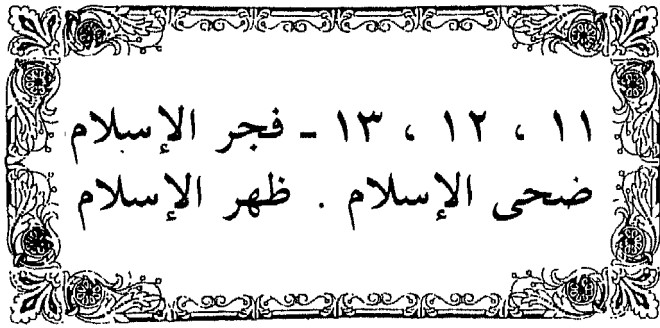 ١١ ، ١٢ ، ١٣ ـ فجر الإسلام
ضحى الإسلام . ظهر الإسلام